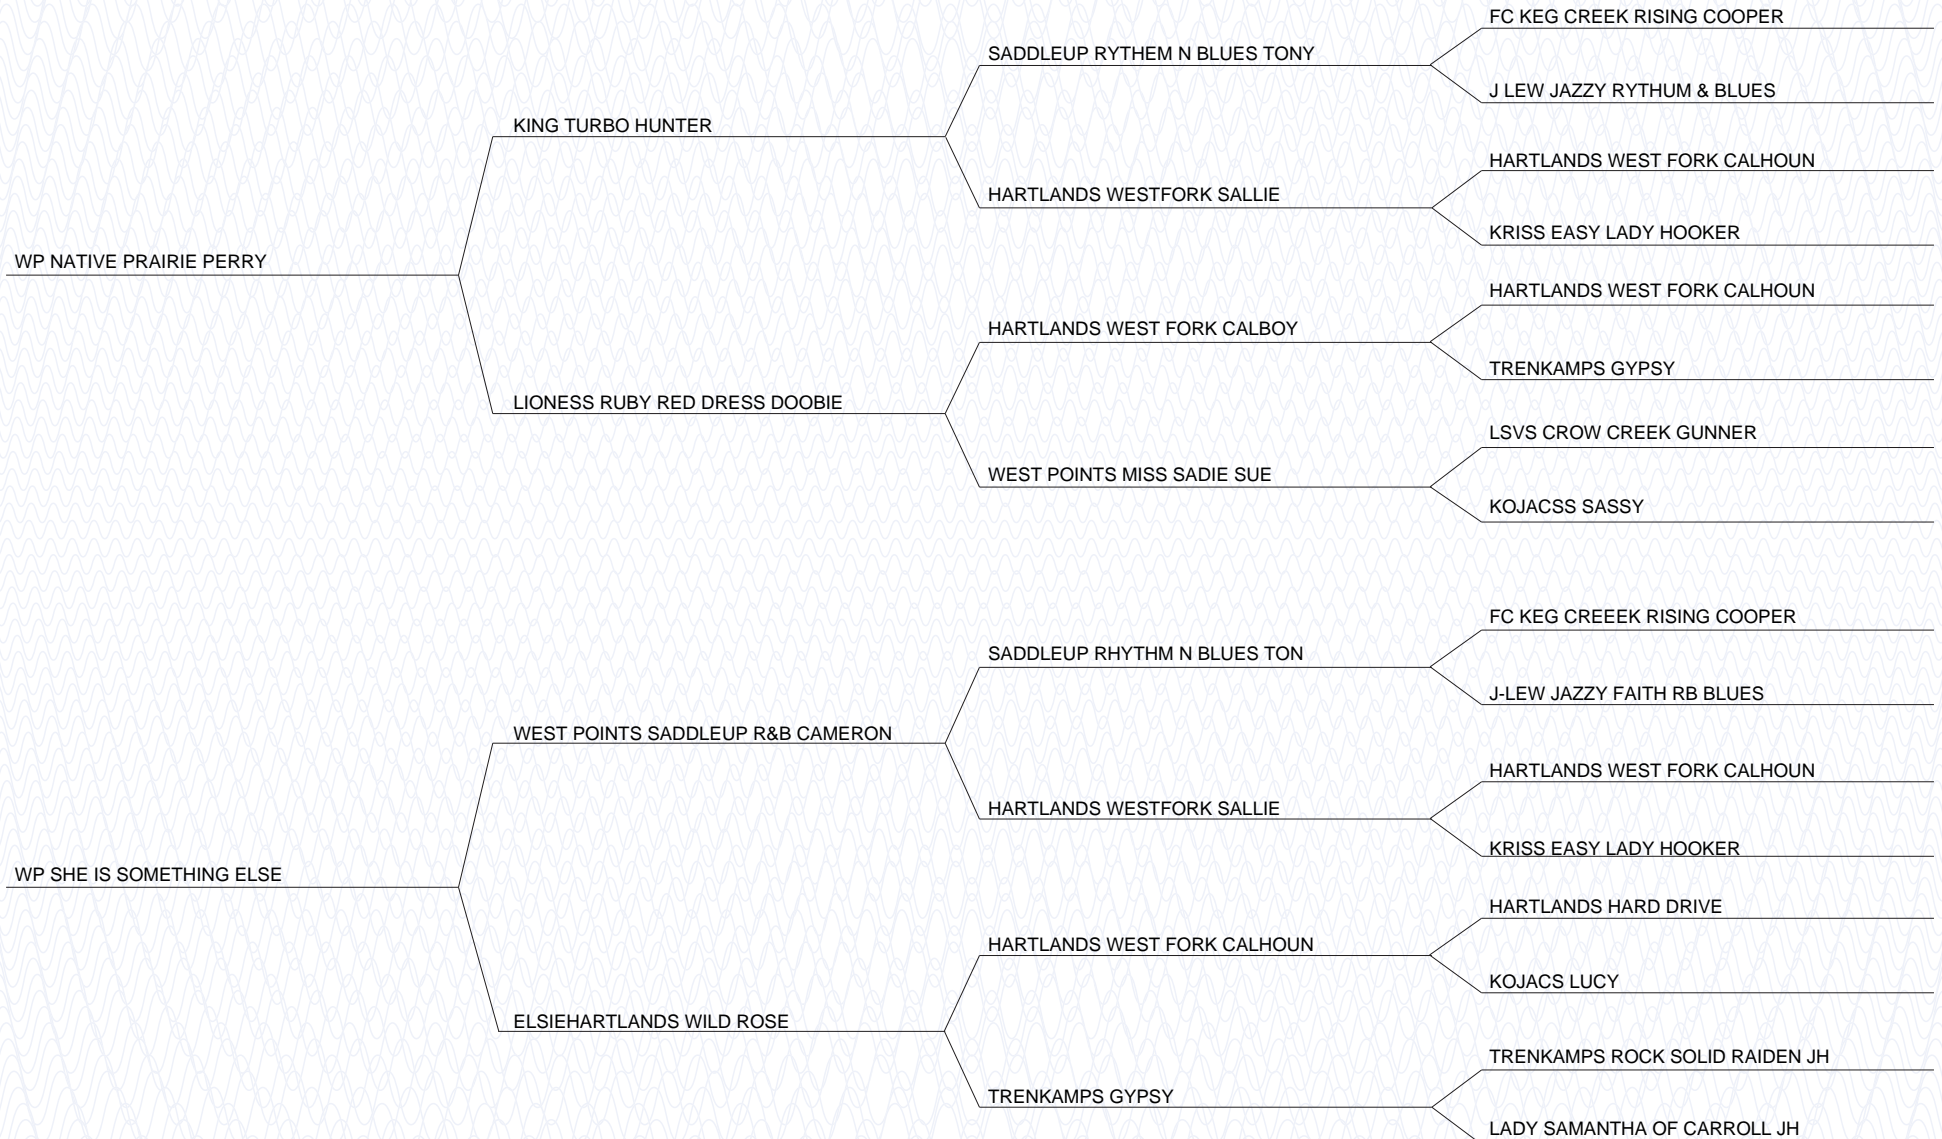 FC KEG CREEK RISING COOPER
SADDLEUP RYTHEM N BLUES TONY
J LEW JAZZY RYTHUM & BLUES
KING TURBO HUNTER
HARTLANDS WEST FORK CALHOUN
HARTLANDS WESTFORK SALLIE
KRISS EASY LADY HOOKER
WP NATIVE PRAIRIE PERRY
HARTLANDS WEST FORK CALHOUN
HARTLANDS WEST FORK CALBOY
TRENKAMPS GYPSY
LIONESS RUBY RED DRESS DOOBIE
LSVS CROW CREEK GUNNER
WEST POINTS MISS SADIE SUE
KOJACSS SASSY
FC KEG CREEEK RISING COOPER
SADDLEUP RHYTHM N BLUES TON
J-LEW JAZZY FAITH RB BLUES
WEST POINTS SADDLEUP R&B CAMERON
HARTLANDS WEST FORK CALHOUN
HARTLANDS WESTFORK SALLIE
KRISS EASY LADY HOOKER
WP SHE IS SOMETHING ELSE
HARTLANDS HARD DRIVE
HARTLANDS WEST FORK CALHOUN
KOJACS LUCY
ELSIEHARTLANDS WILD ROSE
TRENKAMPS ROCK SOLID RAIDEN JH
TRENKAMPS GYPSY
LADY SAMANTHA OF CARROLL JH